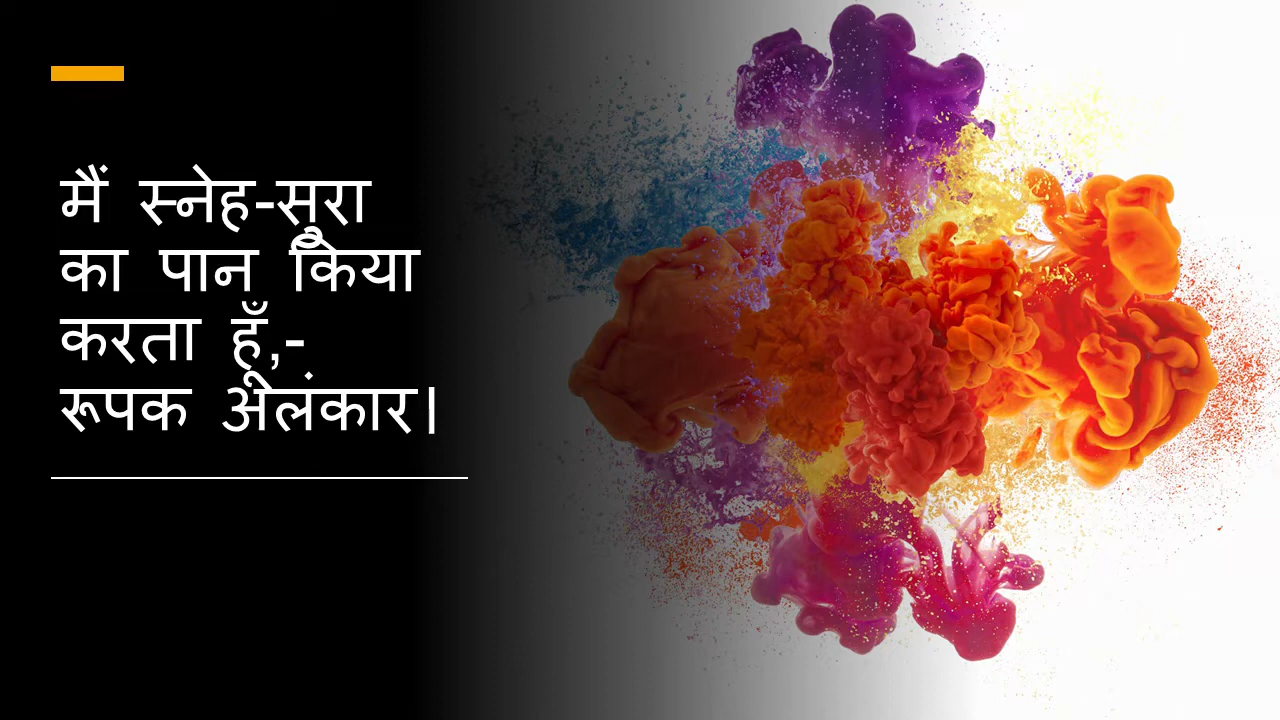 मैं स्नेह-सुरा
का पान किया
करता हूँ,-
रूपक अलंकार।